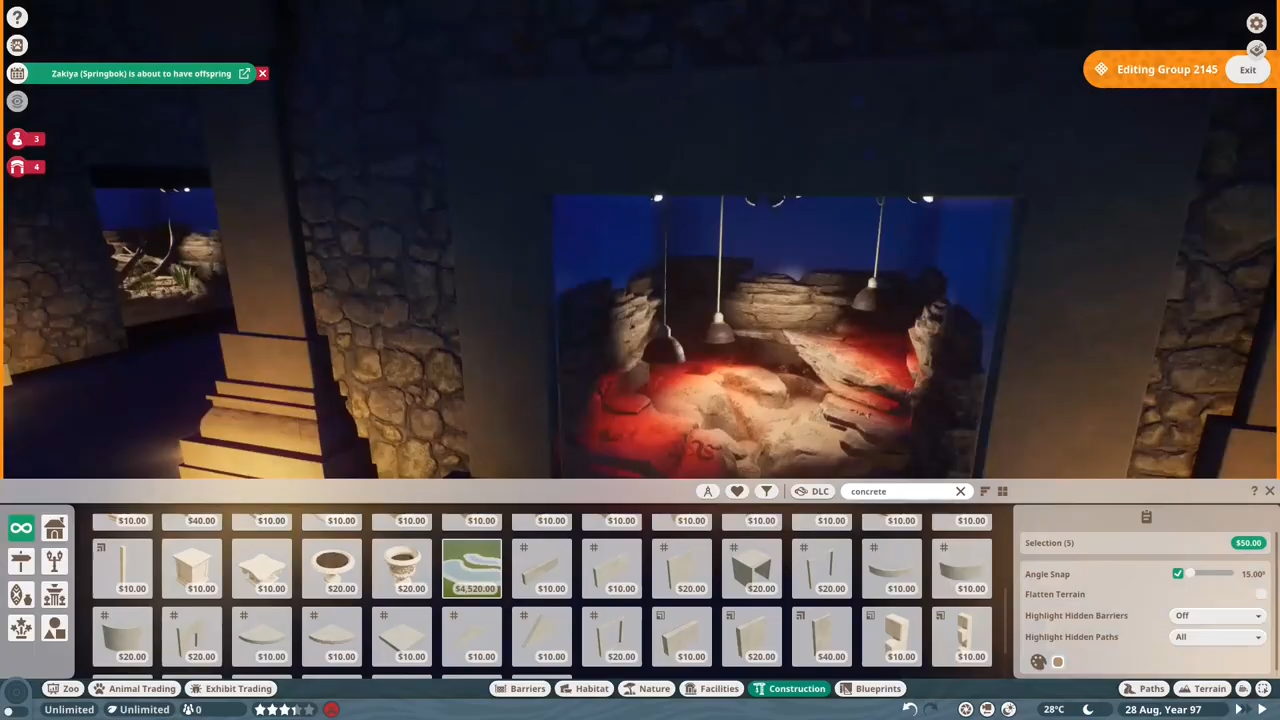 ?
Zakiya (Springbok) is about to have offspring
3
4
Editing Group 2145
Exit
DLC
concrete
?
$10.00 $40.00 $10.00 $10.00 $20.00 $10.00 $10.00 $10.00 $10.00 $10.00 $10.00 $10.00 $10.00
$10.00 $10.00 $10.00 $20.00 $20.00 $4,520.00 $10.00 $10.00 $20.00 $20.00 $20.00 $10.00 $20.00
$20.00 $20.00 $10.00 $10.00 $10.00 $10.00 $10.00 $20.00 $10.00 $20.00 $40.00 $10.00 $10.00
Selection (5)
$50.00
Angle Snap
15.00°
Flatten Terrain
Highlight Hidden Barriers
Off
Highlight Hidden Paths
All
Zoo
Animal Trading
Exhibit Trading
Barriers
Habitat
Nature
Facilities
Construction
Blueprints
Paths
Terrain
Unlimited
Unlimited
0
28°C
28 Aug, Year 97